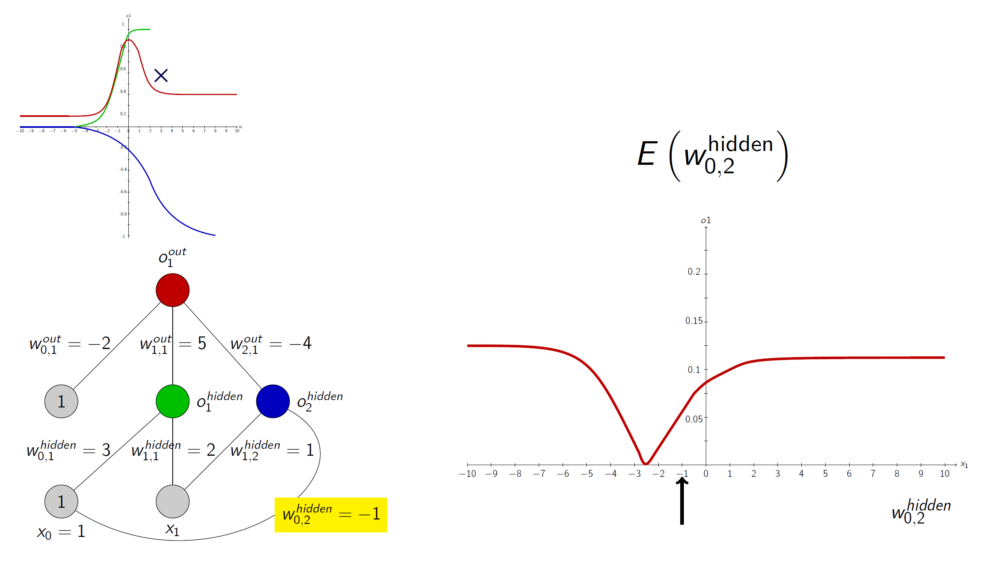 o1
1
0.8
0.6
0.4
0.2
−10 −9 −8 −7 −6 −5 −4 −3 −2 −1 0 1 2 3 4 5 6 7 8 9 10 x₁
-0.2
-0.4
-0.6
-0.8
-1
E (w₀,₂^hidden)
o₁^out
w₀,₁^out = −2 w₁,₁^out = 5 w₂,₁^out = −4
1 o₁^hidden o₂^hidden
w₀,₁^hidden = 3 w₁,₁^hidden = 2 w₁,₂^hidden = 1
1
w₀,₂^hidden = −1
x₀ = 1 x₁
o1
0.2
0.15
0.1
0.05
−10 −9 −8 −7 −6 −5 −4 −3 −2 −1 0 1 2 3 4 5 6 7 8 9 10 x₁
w₀,₂^hidden